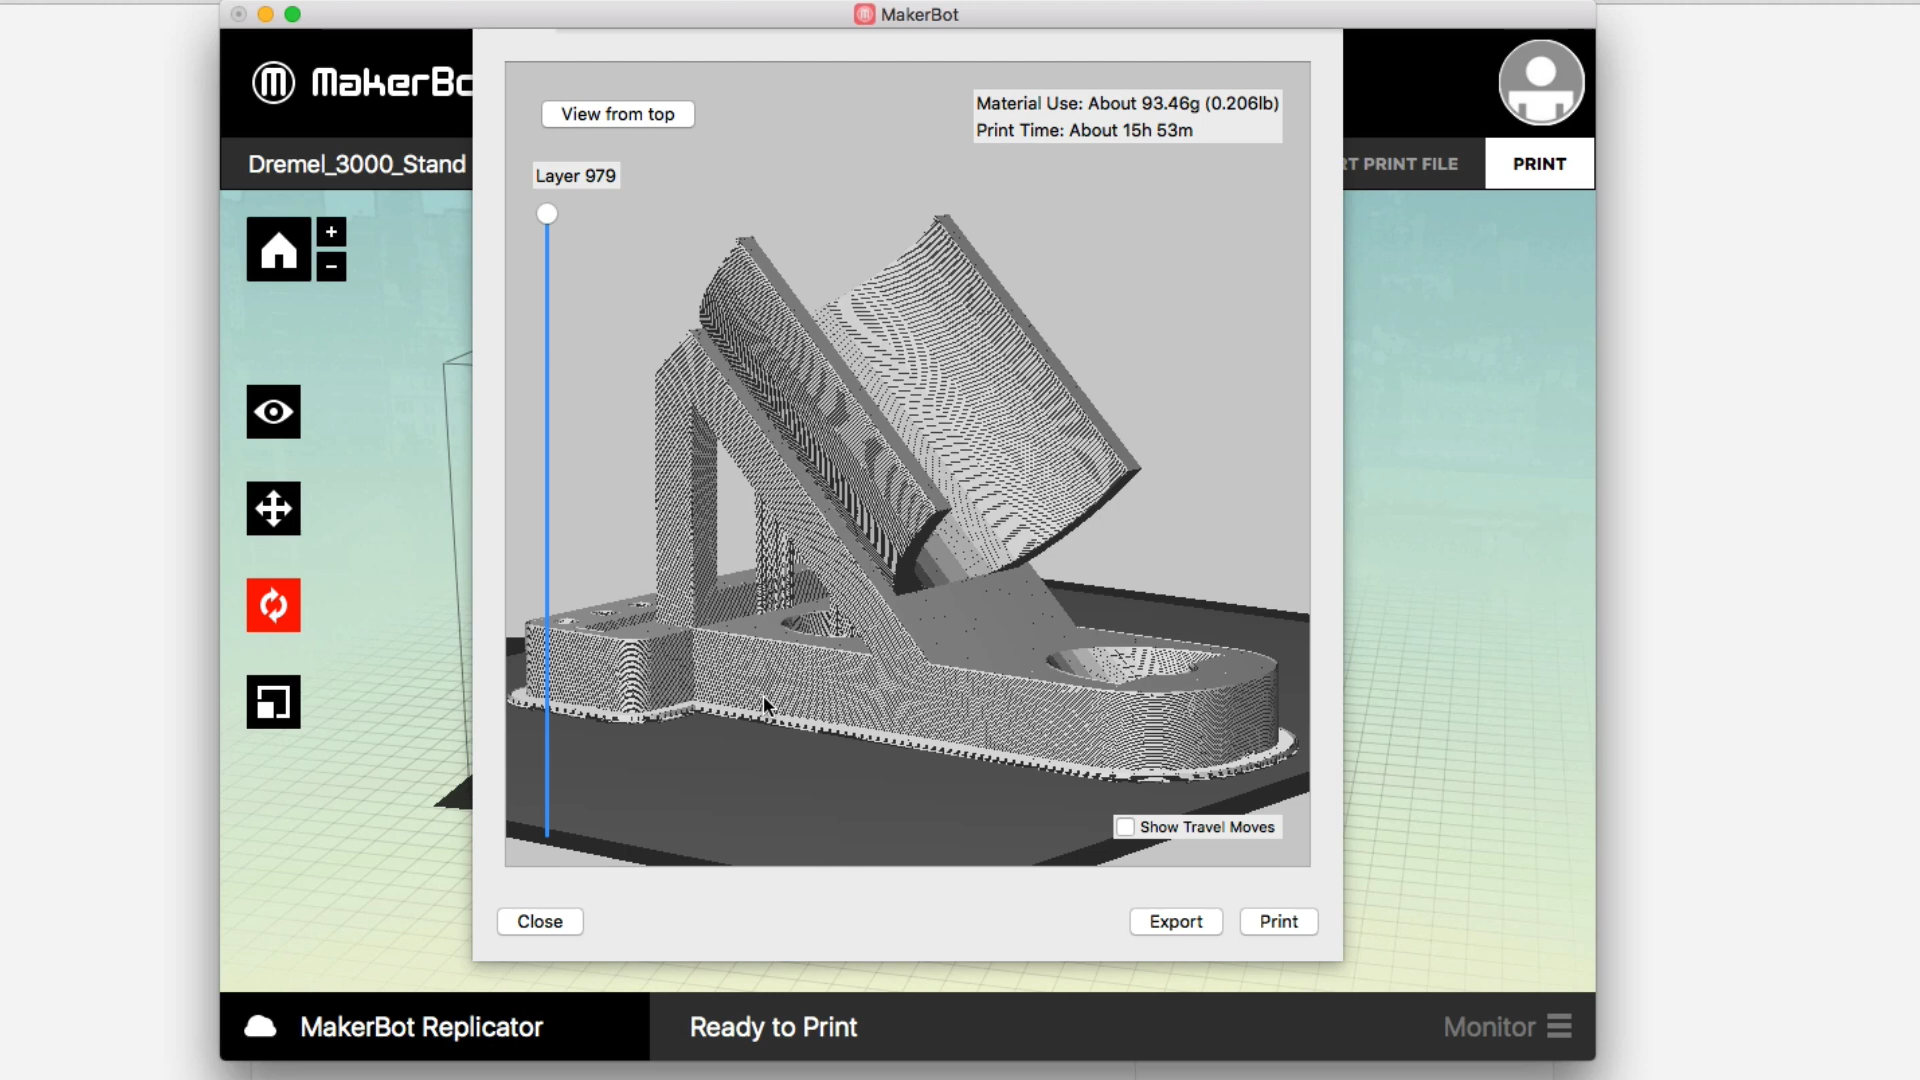 MakerBot
MakerBo
View from top
Material Use: About 93.46g (0.206lb)
Print Time: About 15h 53m
Dremel_3000_Stand
Layer 979
RT PRINT FILE
PRINT
+
-
Show Travel Moves
Close
Export
Print
MakerBot Replicator
Ready to Print
Monitor